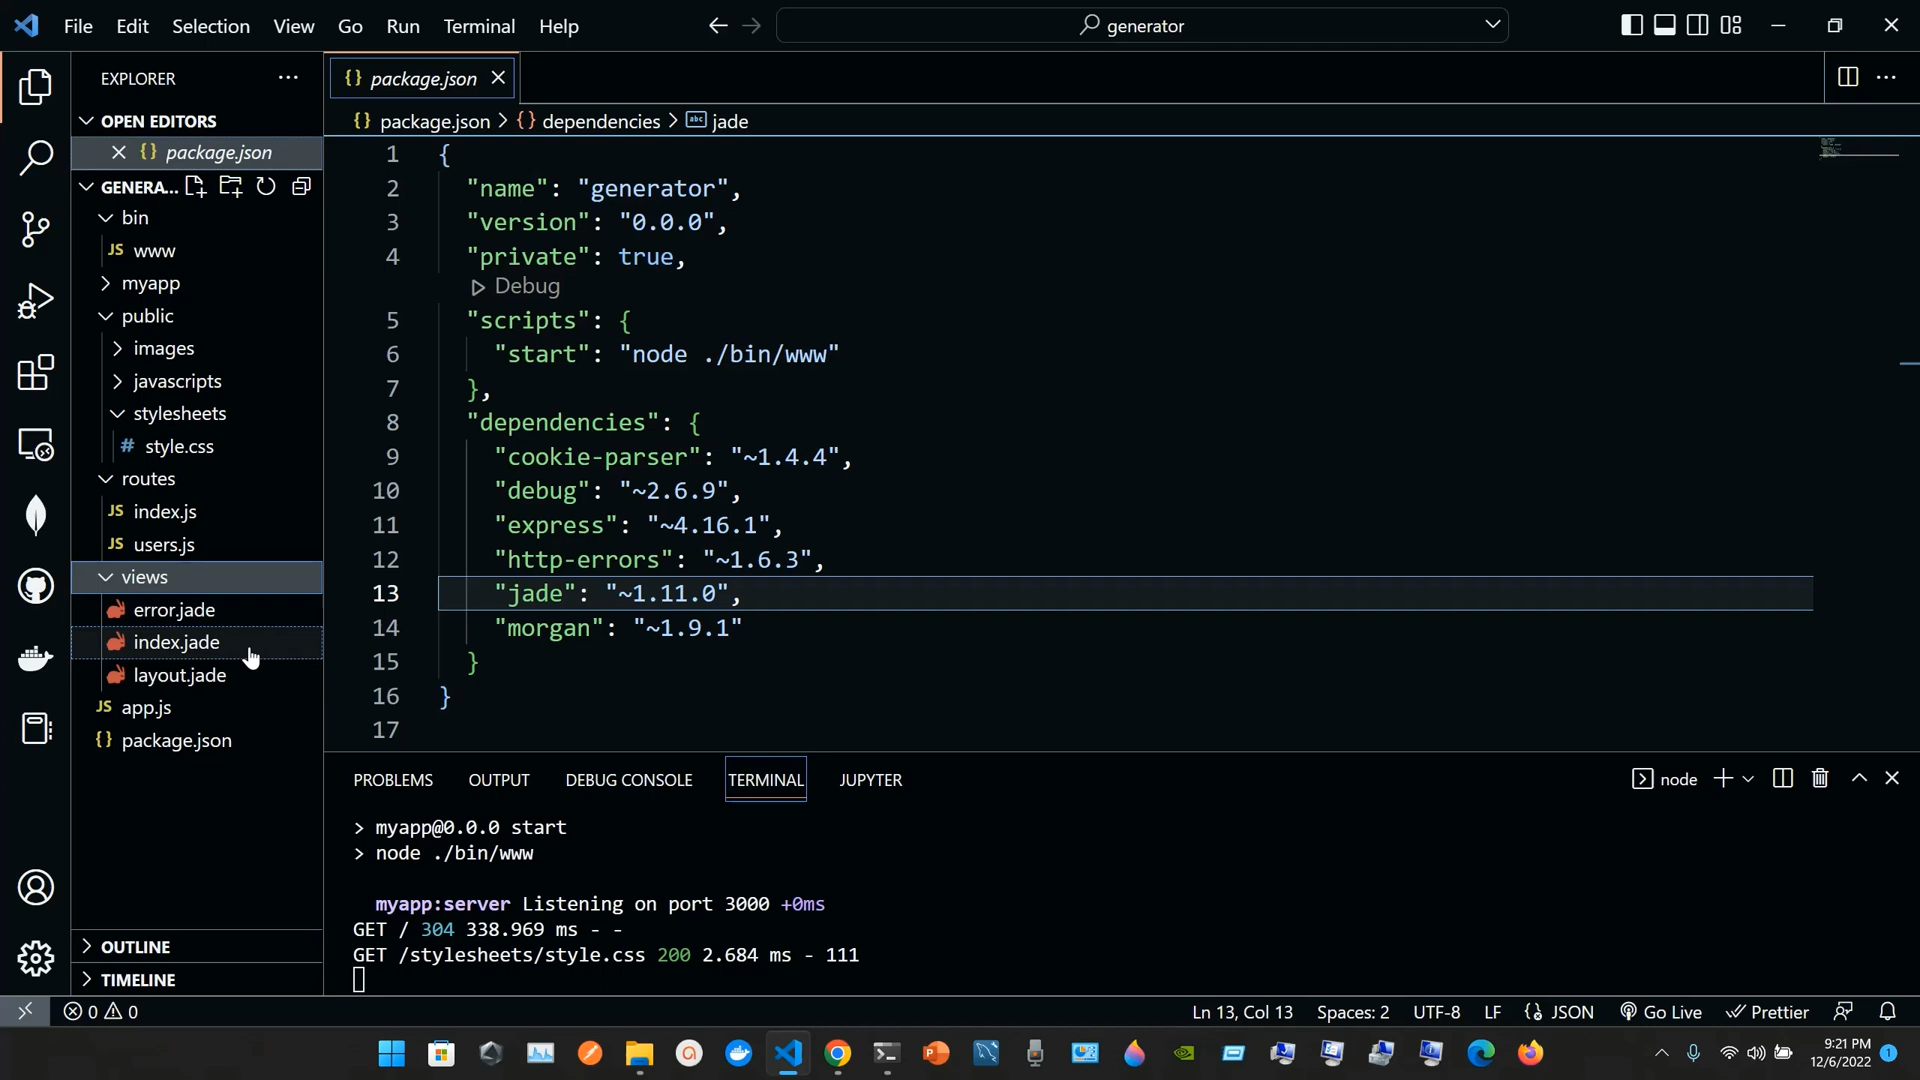 File Edit Selection View Go Run Terminal Help
generator
EXPLORER
OPEN EDITORS
{} package.json
GENERA...
bin
JS www
myapp
public
images
javascripts
stylesheets
# style.css
routes
JS index.js
JS users.js
views
error.jade
index.jade
layout.jade
JS app.js
{} package.json
OUTLINE
TIMELINE
{} package.json
{} package.json > {} dependencies > abc jade
1 {
2 "name": "generator",
3 "version": "0.0.0",
4 "private": true,
Debug
5 "scripts": {
6 "start": "node ./bin/www"
7 },
8 "dependencies": {
9 "cookie-parser": "~1.4.4",
10 "debug": "~2.6.9",
11 "express": "~4.16.1",
12 "http-errors": "~1.6.3",
13 "jade": "~1.11.0",
14 "morgan": "~1.9.1"
15 }
16 }
17
PROBLEMS OUTPUT DEBUG CONSOLE TERMINAL JUPYTER
node
> myapp@0.0.0 start
> node ./bin/www
myapp:server Listening on port 3000 +0ms
GET / 304 338.969 ms - -
GET /stylesheets/style.css 200 2.684 ms - 111
0 0
Ln 13, Col 13 Spaces: 2 UTF-8 LF {} JSON Go Live Prettier
9:21 PM
12/6/2022
1